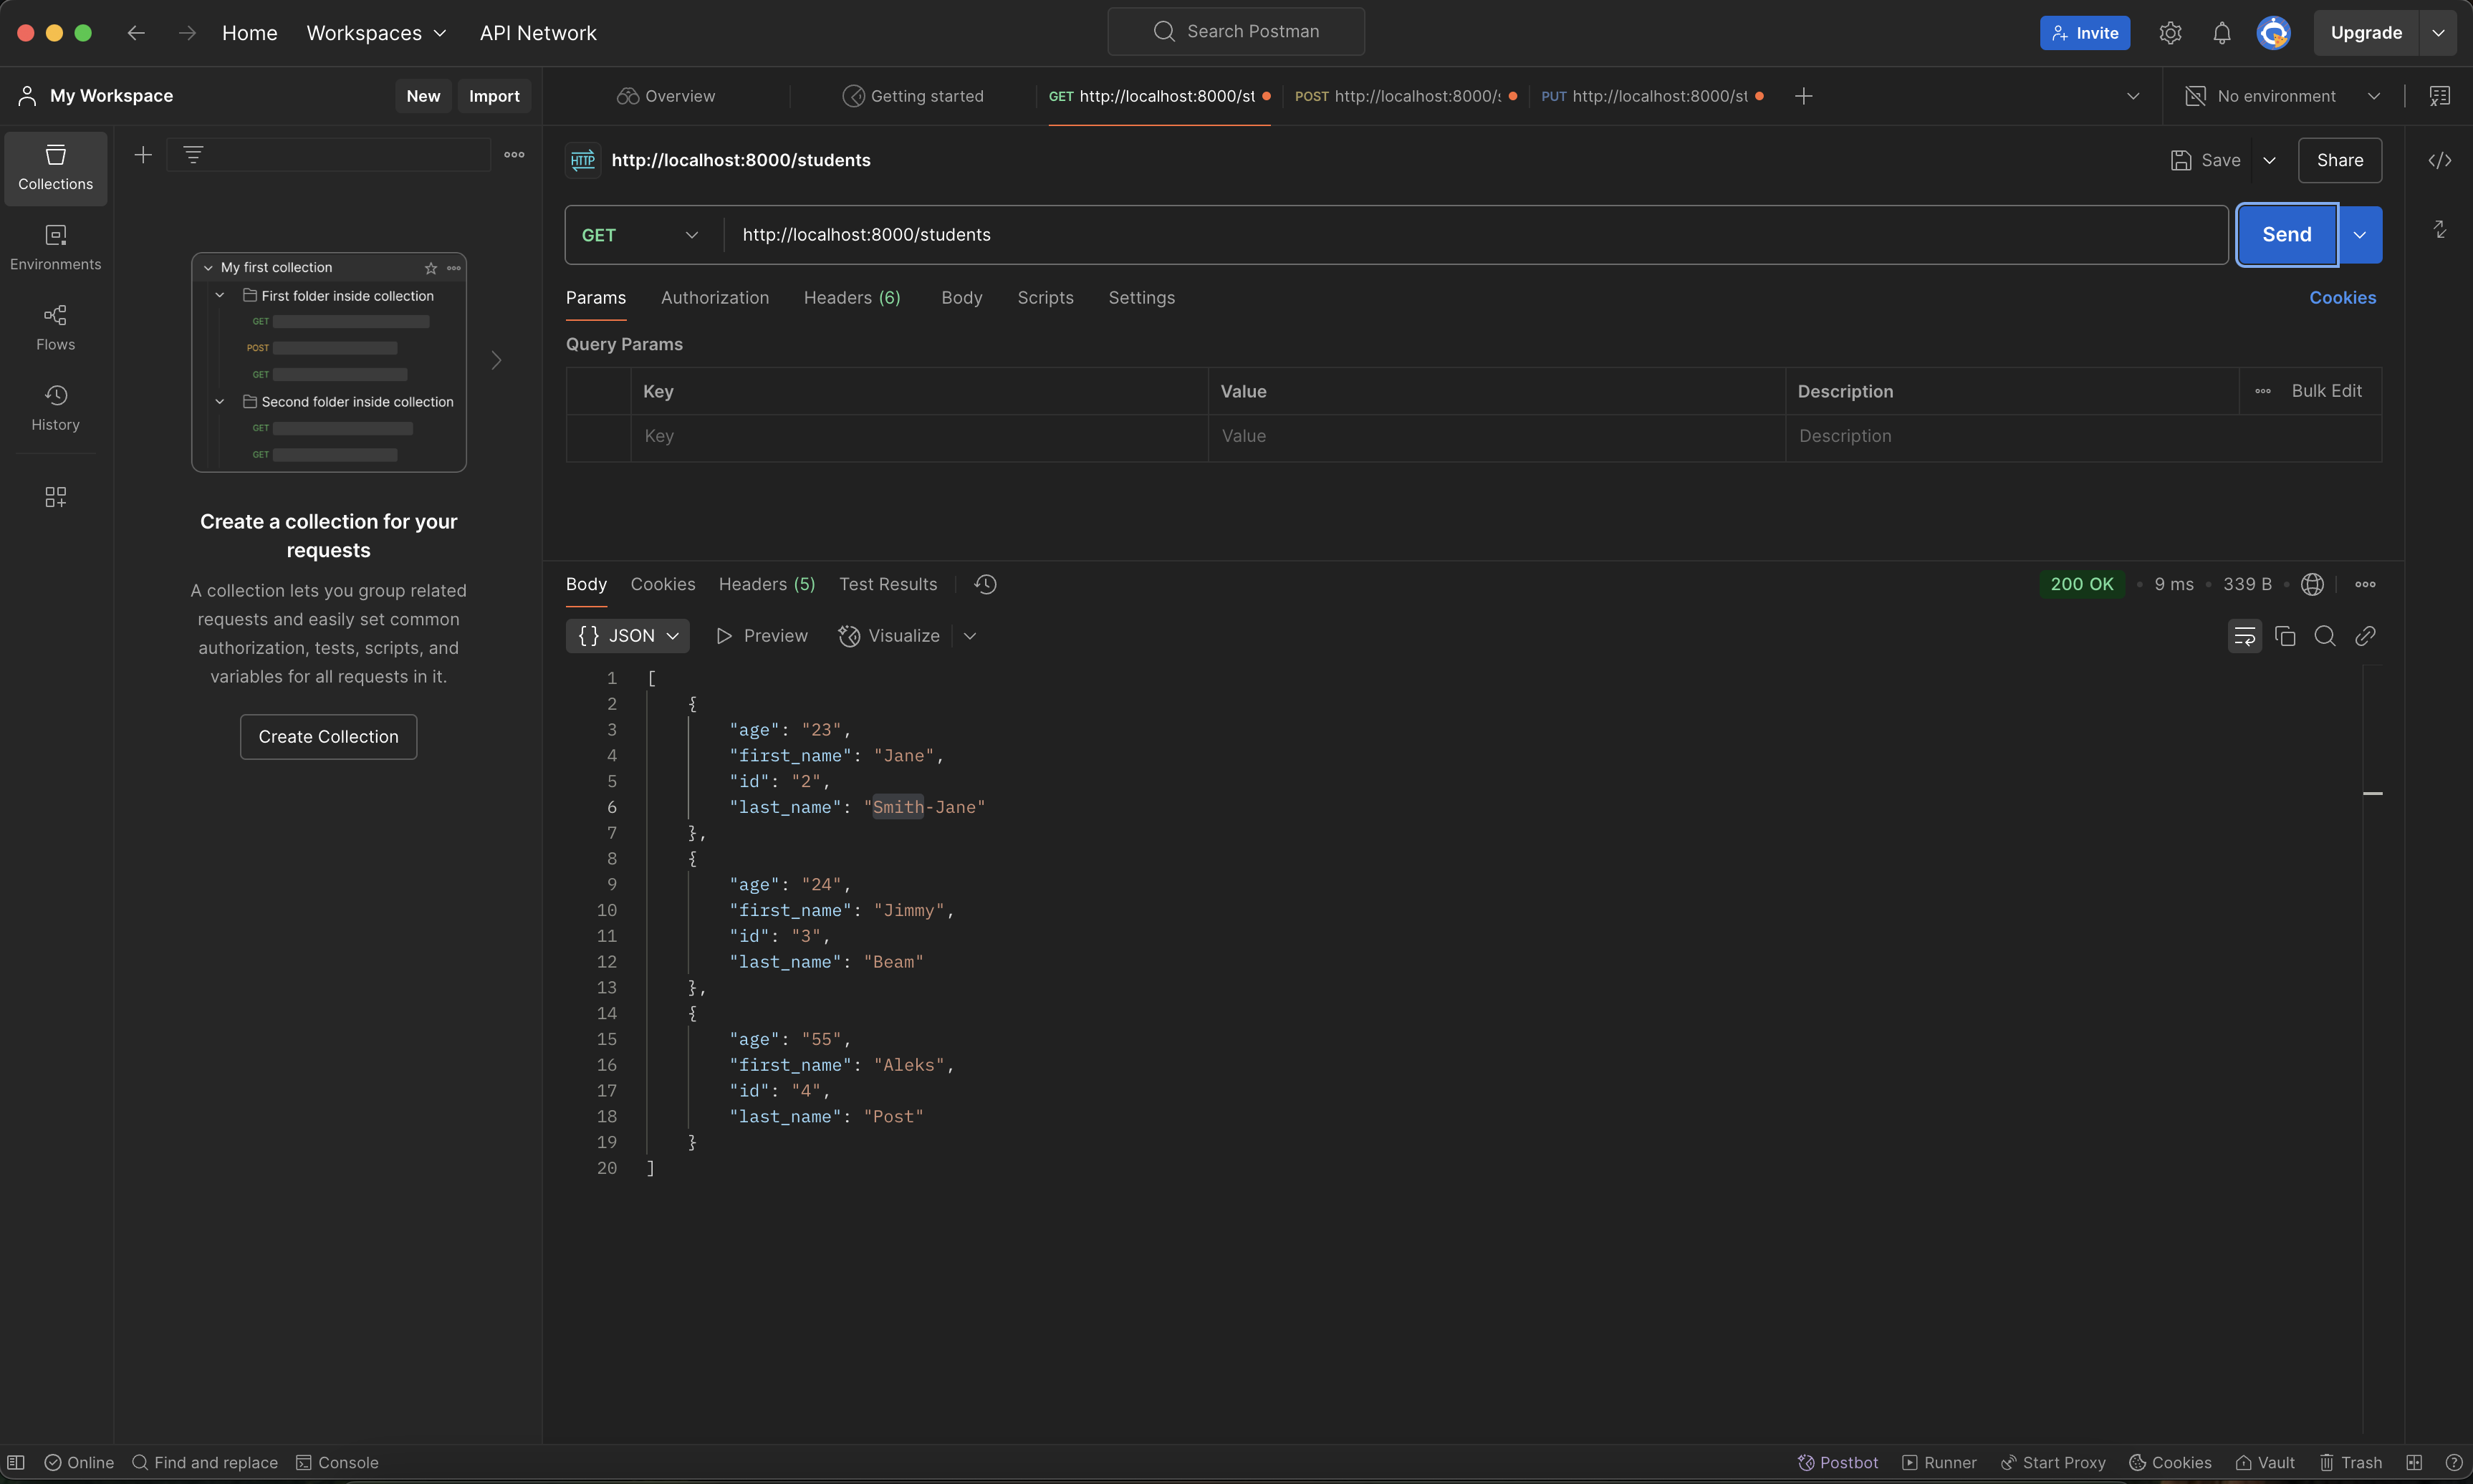 Home Workspaces API Network Search Postman Invite Upgrade
My Workspace New Import Overview Getting started GET http://localhost:8000/st POST http://localhost:8000/s PUT http://localhost:8000/st No environment
Collections
Environments
Flows
History
My first collection
First folder inside collection
GET
POST
GET
Second folder inside collection
GET
GET
Create a collection for your
requests
A collection lets you group related
requests and easily set common
authorization, tests, scripts, and
variables for all requests in it.
Create Collection
HTTP http://localhost:8000/students Save Share
GET http://localhost:8000/students Send
Params Authorization Headers (6) Body Scripts Settings Cookies
Query Params
Key Value Description Bulk Edit
Key Value Description
Body Cookies Headers (5) Test Results 200 OK • 9 ms • 339 B •
{ } JSON Preview Visualize
1 [
2 {
3 "age": "23",
4 "first_name": "Jane",
5 "id": "2",
6 "last_name": "Smith-Jane"
7 },
8 {
9 "age": "24",
10 "first_name": "Jimmy",
11 "id": "3",
12 "last_name": "Beam"
13 },
14 {
15 "age": "55",
16 "first_name": "Aleks",
17 "id": "4",
18 "last_name": "Post"
19 }
20 ]
Online Find and replace Console Postbot Runner Start Proxy Cookies Vault Trash